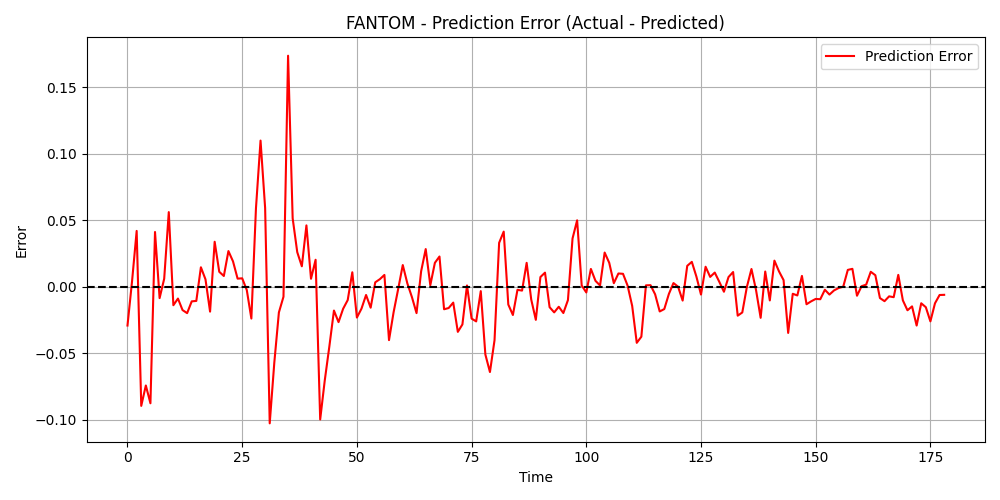 FANTOM - Prediction Error (Actual - Predicted)
Prediction Error
0.15
0.10
0.05
0.00
−0.05
−0.10
Error
0 25 50 75 100 125 150 175
Time